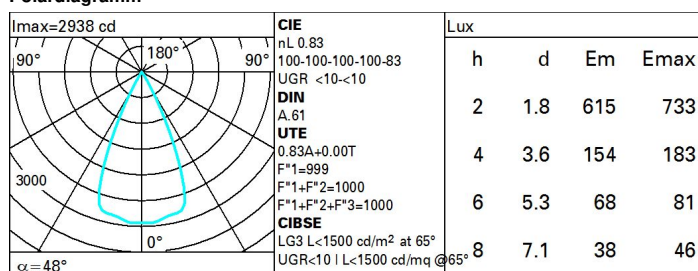 Imax=2938 cd
90°
180°
90°
3000
0°
α=48°
CIE
nL 0.83
100-100-100-100-83
UGR <10-<10
DIN
A.61
UTE
0.83A+0.00T
F"1=999
F"1+F"2=1000
F"1+F"2+F"3=1000
CIBSE
LG3 L<1500 cd/m² at 65°
UGR<10 | L<1500 cd/mq @65°
Lux
h d Em Emax
2 1.8 615 733
4 3.6 154 183
6 5.3 68 81
8 7.1 38 46